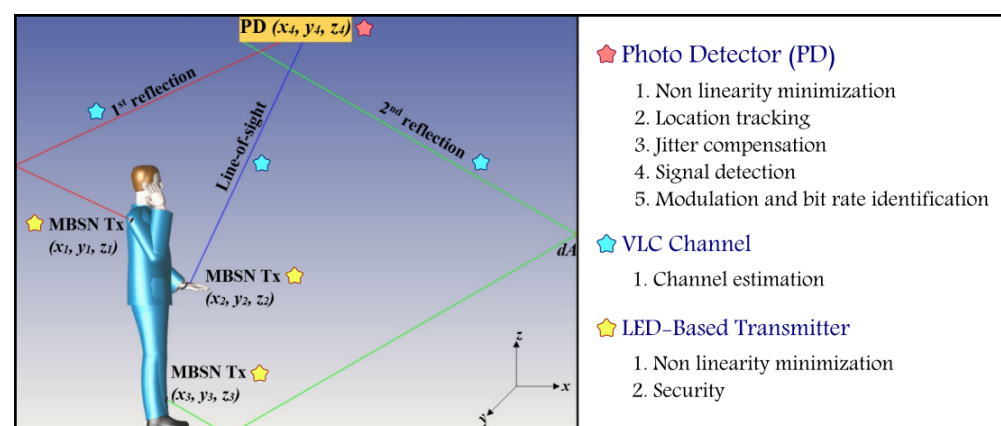 PD (x4, y4, z4)
1st reflection
2nd reflection
Line-of-sight
MBSN Tx
(x1, y1, z1)
dA
MBSN Tx
(x2, y2, z2)
MBSN Tx
(x3, y3, z3)
z
x
y
Photo Detector (PD)
1. Non linearity minimization
2. Location tracking
3. Jitter compensation
4. Signal detection
5. Modulation and bit rate identification
VLC Channel
1. Channel estimation
LED-Based Transmitter
1. Non linearity minimization
2. Security